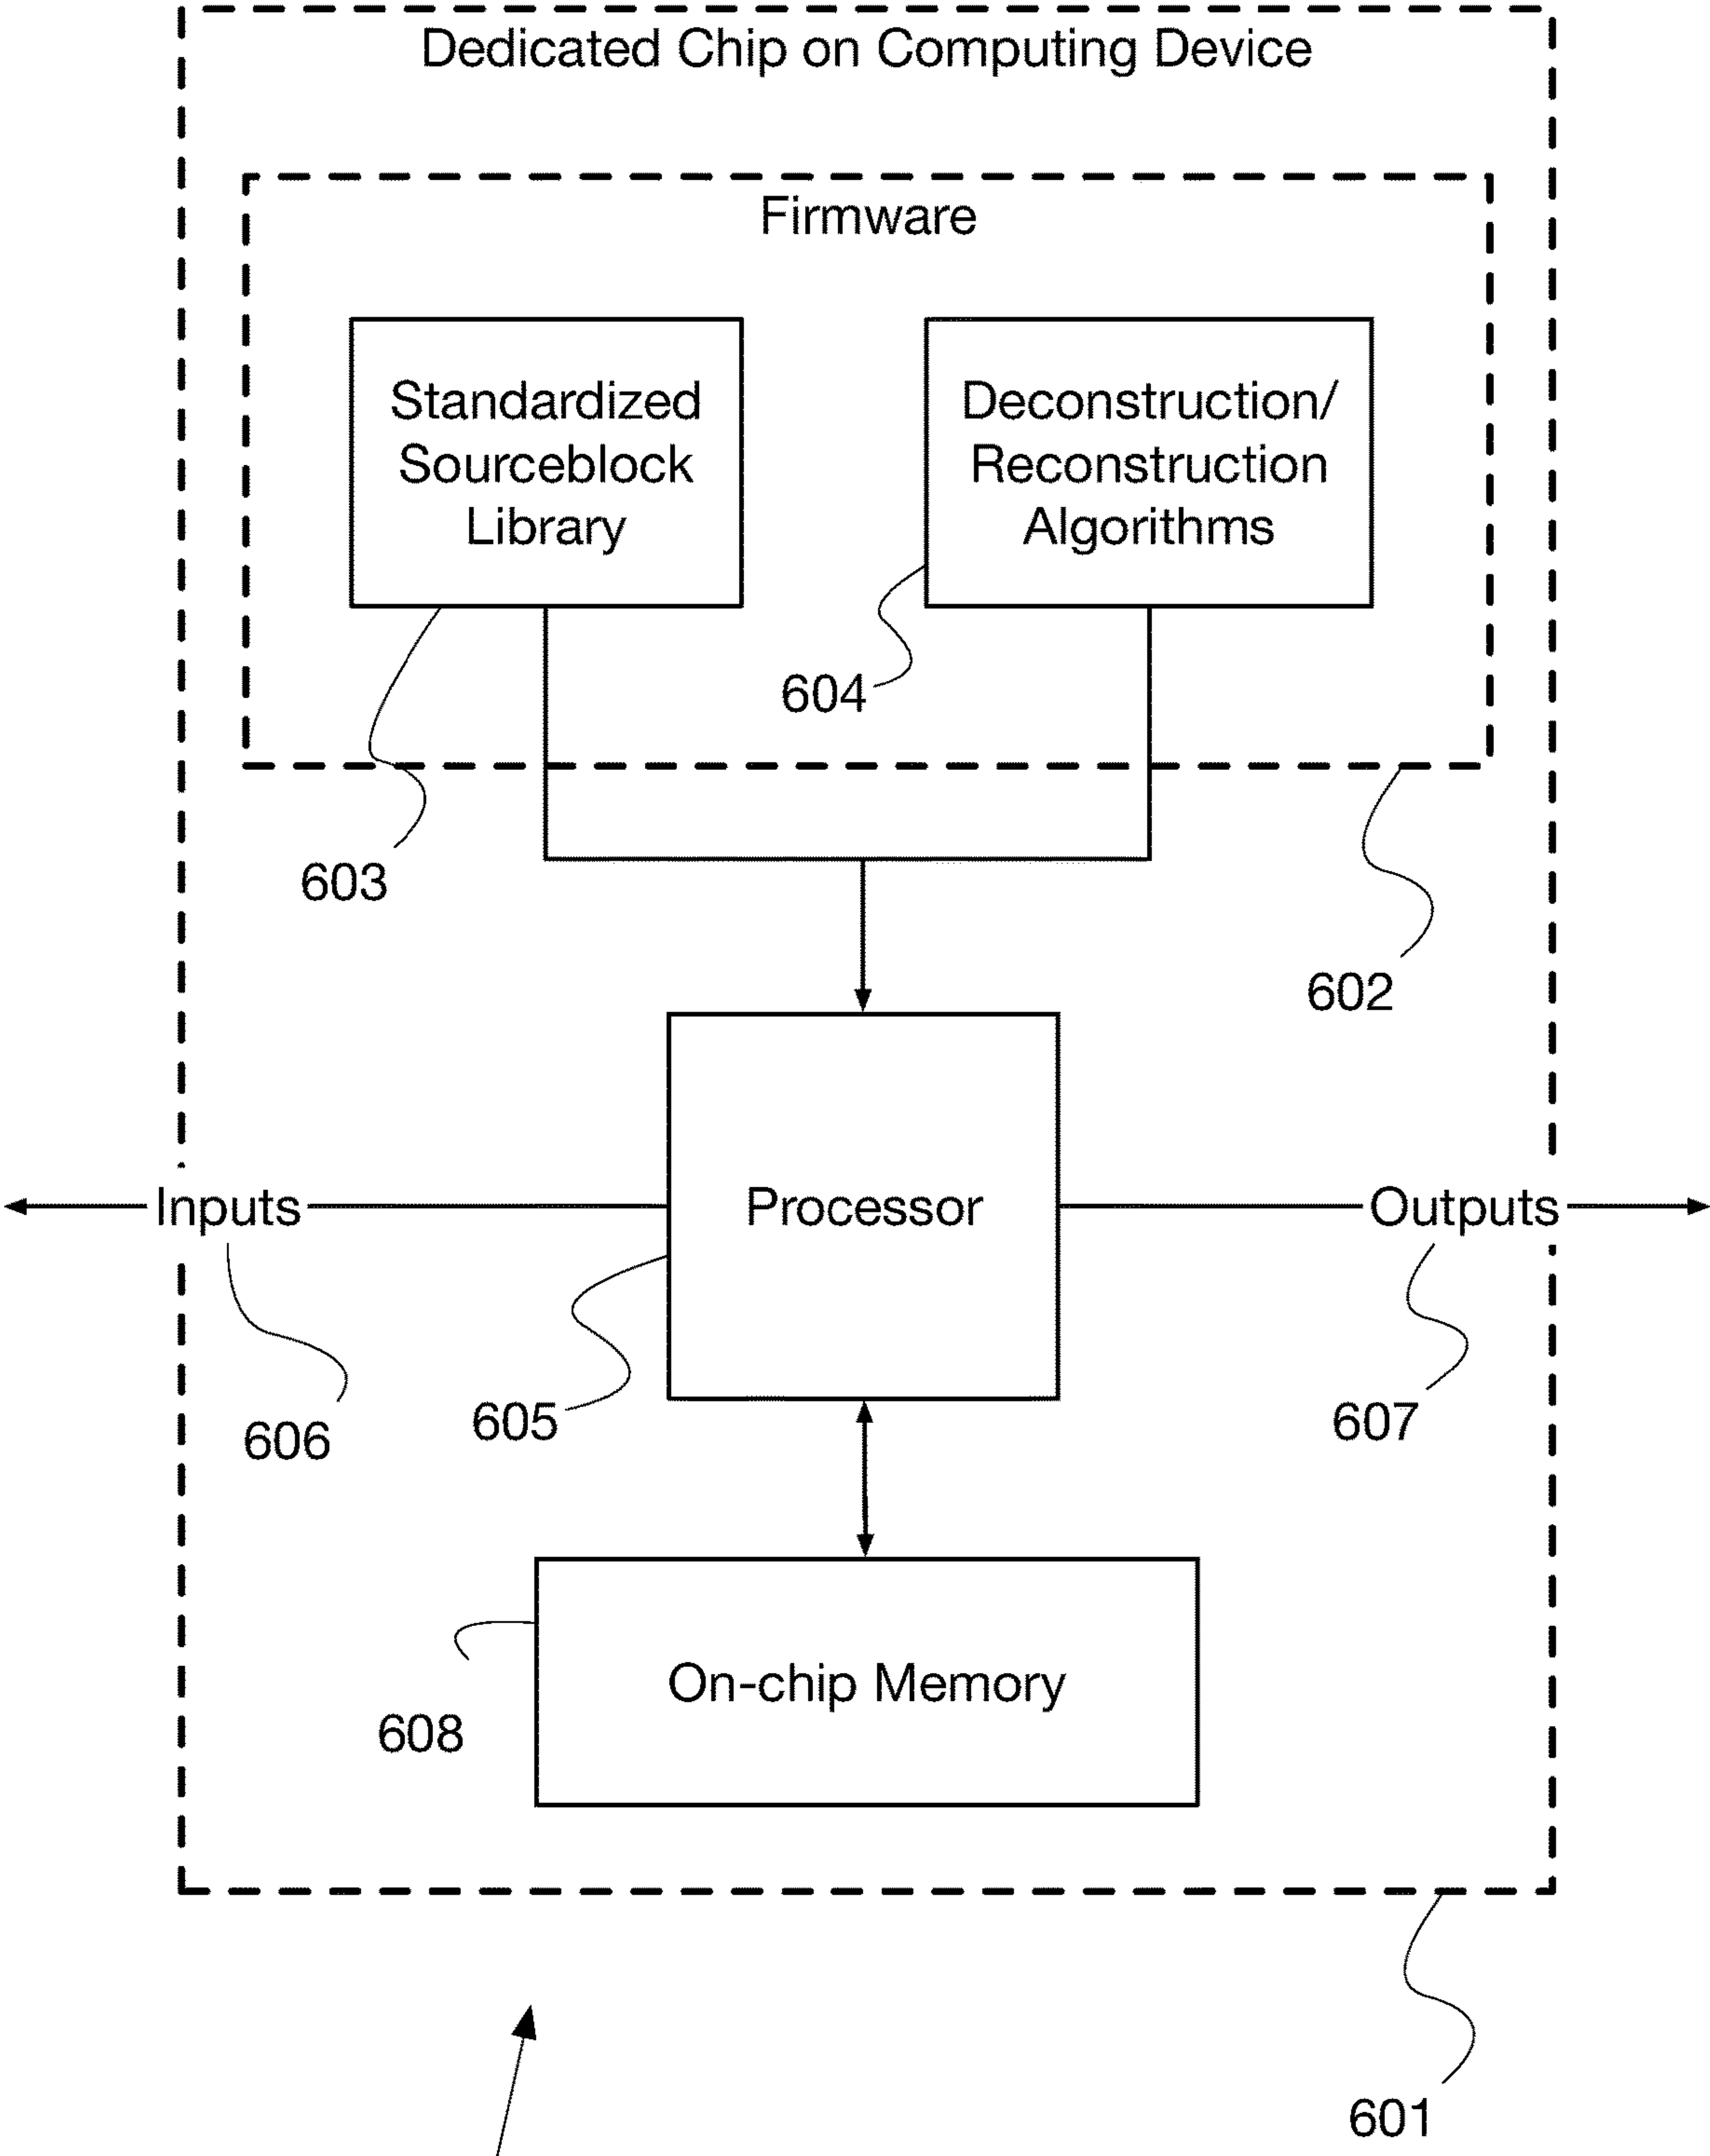 Dedicated Chip on Computing Device
Firmware
Standardized
Sourceblock
Library
Deconstruction/
Reconstruction
Algorithms
604
603
602
Inputs
Processor
Outputs
606
605
607
On-chip Memory
608
601